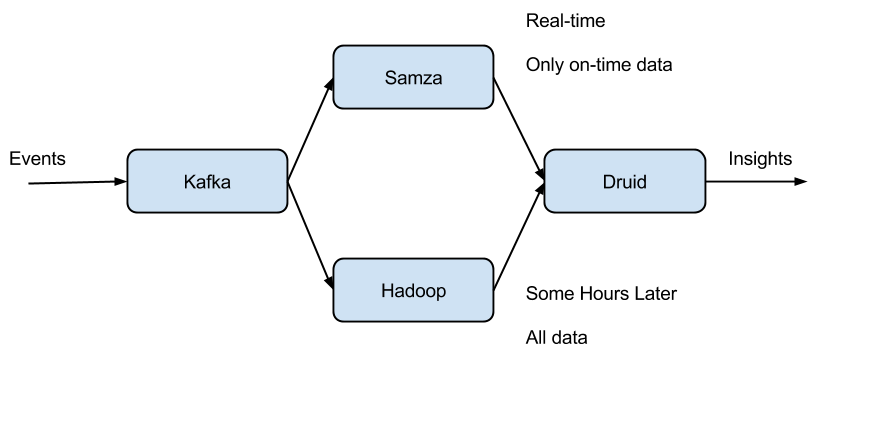 Real-time
Only on-time data
Samza
Events
Kafka
Druid
Insights
Hadoop
Some Hours Later
All data